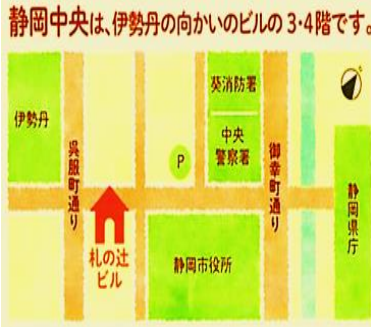 静岡中央は、伊勢丹の向かいのビルの3・4階です。
葵消防署
伊勢丹
中央
警察署
P
呉服町通り
御幸町通り
静岡県庁
札の辻
ビル
静岡市役所